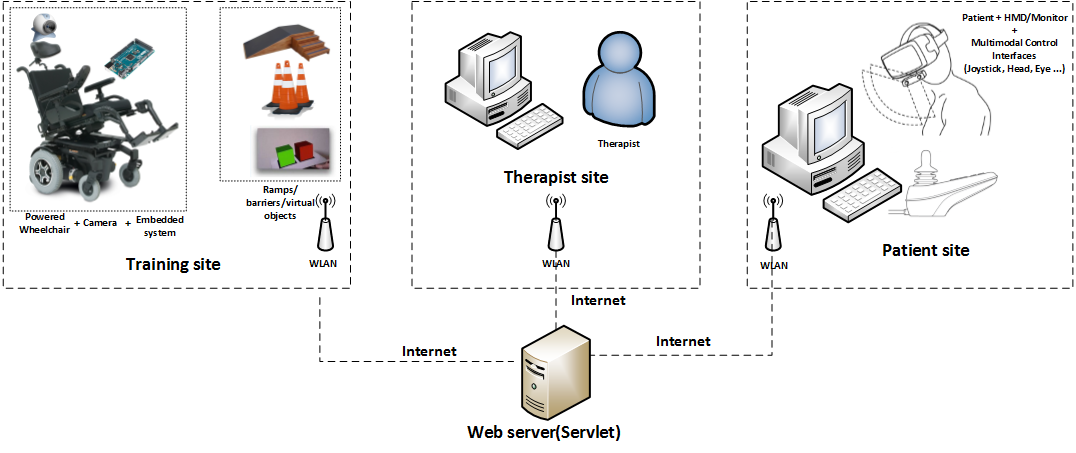 Powered
Wheelchair
+ Camera
+ Embedded
system
Ramps/
barriers/virtual
objects
WLAN
Training site
Therapist
Therapist site
WLAN
Patient + HMD/Monitor
+
Multimodal Control
Interfaces
(Joystick, Head, Eye ...)
WLAN
Patient site
Internet
Internet
Internet
Web server(Servlet)